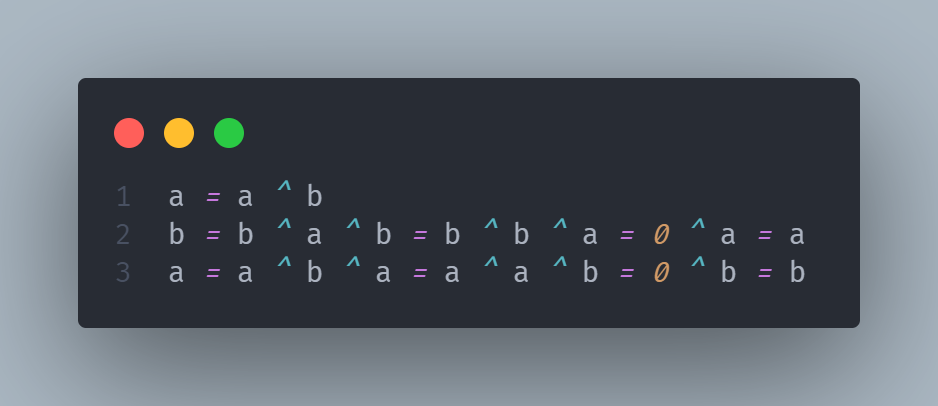 1 a = a ^ b
2 b = b ^ a ^ b = b ^ b ^ a = 0 ^ a = a
3 a = a ^ b ^ a = a ^ a ^ b = 0 ^ b = b